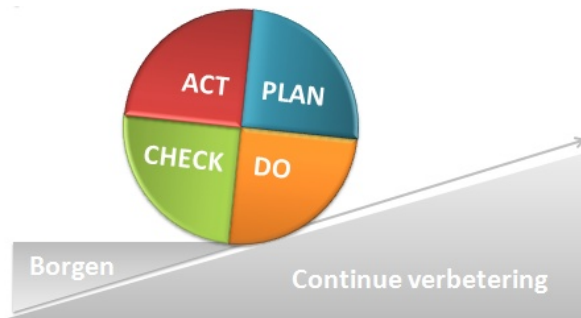 ACT
PLAN
CHECK
DO
Borgen
Continue verbetering